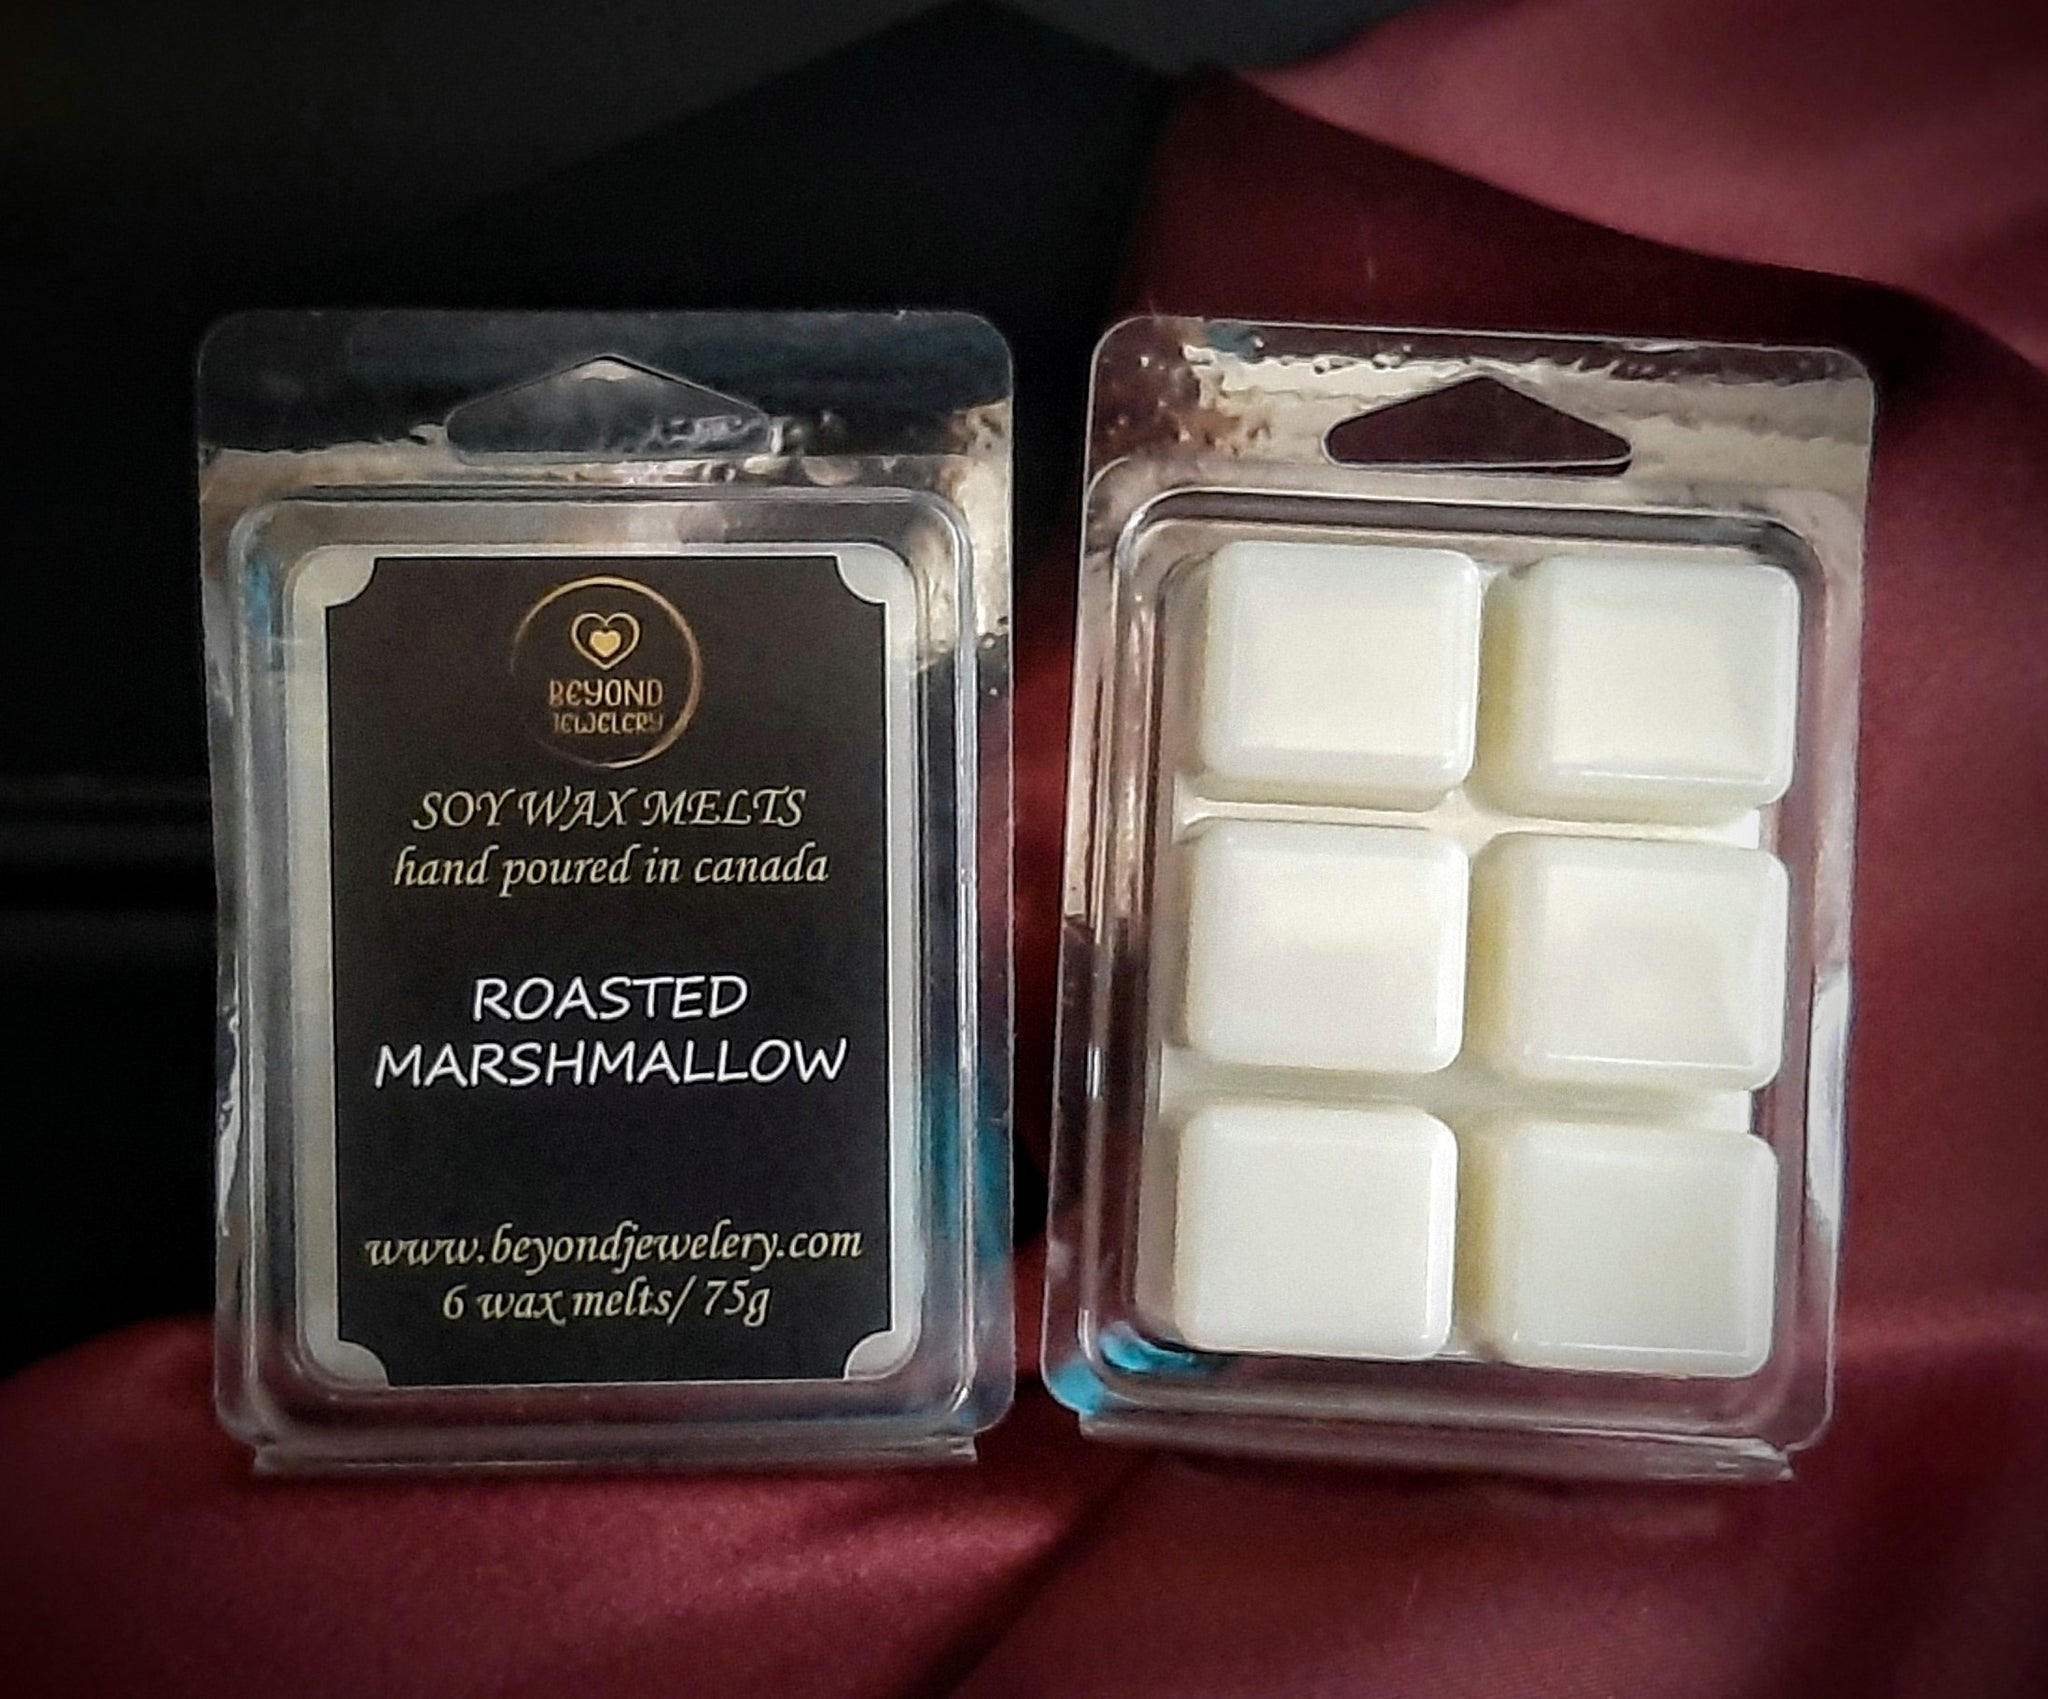 BEYOND
JEWELERY
SOY WAX MELTS
hand poured in canada
ROASTED
MARSHMALLOW
www.beyondjewelery.com
6 wax melts/ 75g